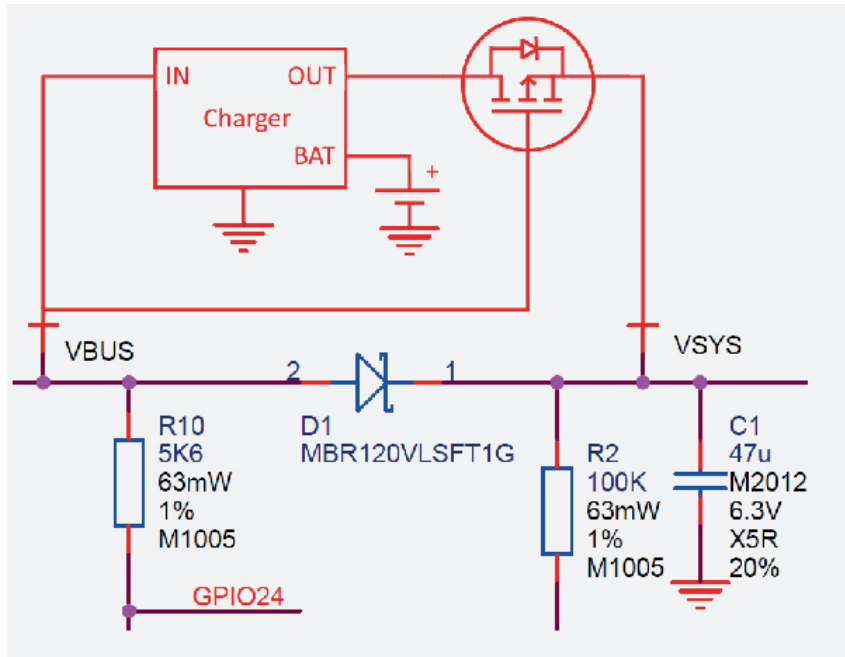 IN
OUT
Charger
BAT
+
VBUS
VSYS
2
1
R10
5K6
63mW
1%
M1005
D1
MBR120VLSFT1G
R2
100K
63mW
1%
M1005
C1
47u
M2012
6.3V
X5R
20%
GPIO24